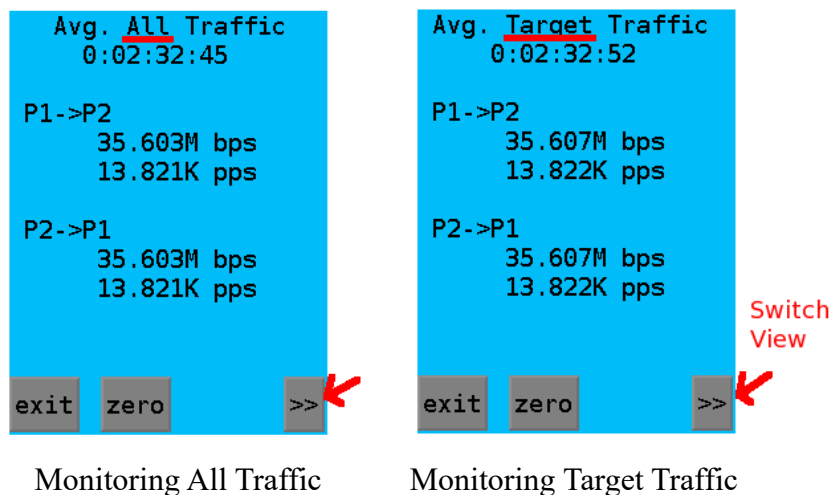 Avg. All Traffic
0:02:32:45
P1->P2
35.603M bps
13.821K pps
P2->P1
35.603M bps
13.821K pps
exit zero >>
Avg. Target Traffic
0:02:32:52
P1->P2
35.607M bps
13.822K pps
P2->P1
35.607M bps
13.822K pps
exit zero >>
Switch
View
Monitoring All Traffic
Monitoring Target Traffic